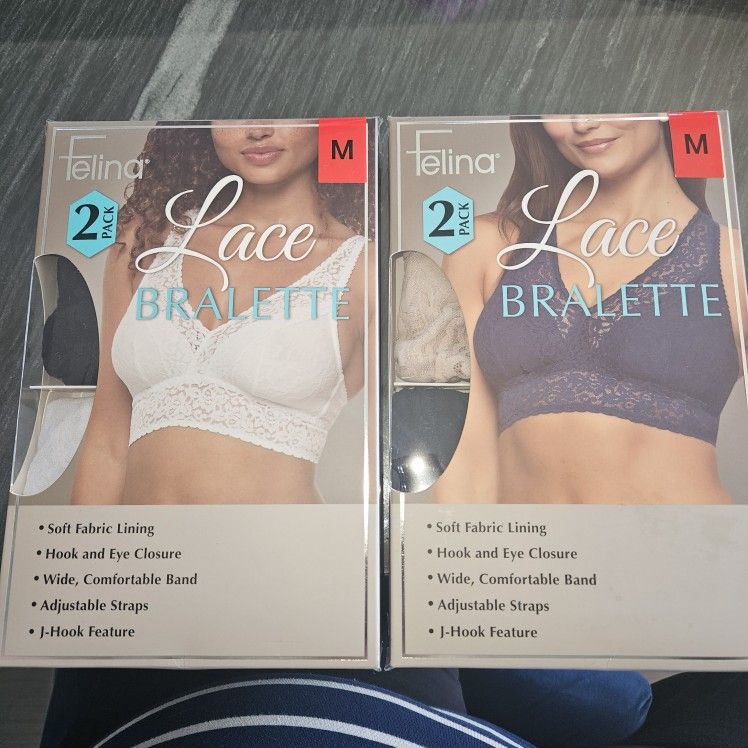 Felina®
M
2 PACK
Lace
BRALETTE
• Soft Fabric Lining
• Hook and Eye Closure
• Wide, Comfortable Band
• Adjustable Straps
• J-Hook Feature
Felina®
M
2 PACK
Lace
BRALETTE
• Soft Fabric Lining
• Hook and Eye Closure
• Wide, Comfortable Band
• Adjustable Straps
• J-Hook Feature